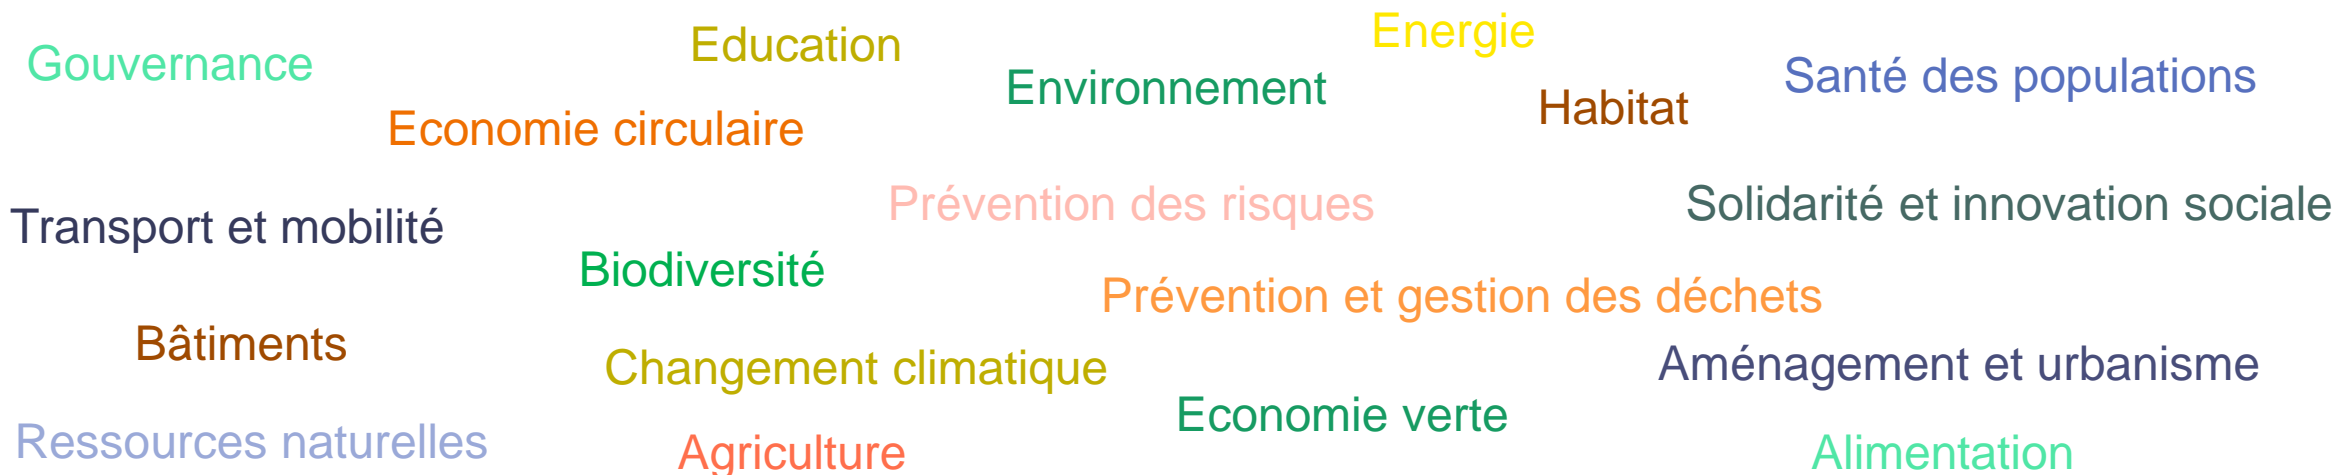 Gouvernance
Education
Energie
Environnement
Santé des populations
Habitat
Economie circulaire
Prévention des risques
Solidarité et innovation sociale
Transport et mobilité
Biodiversité
Prévention et gestion des déchets
Bâtiments
Changement climatique
Aménagement et urbanisme
Economie verte
Ressources naturelles
Agriculture
Alimentation